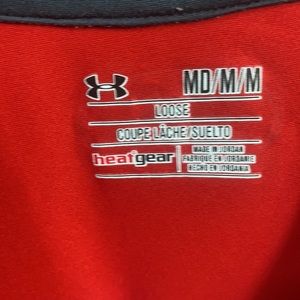 MD/M/M
LOOSE
COUPE LÂCHE/SUELTO
heatgear
MADE IN JORDAN
FABRIQUÉ EN JORDANIE
HECHO EN JORDANIA